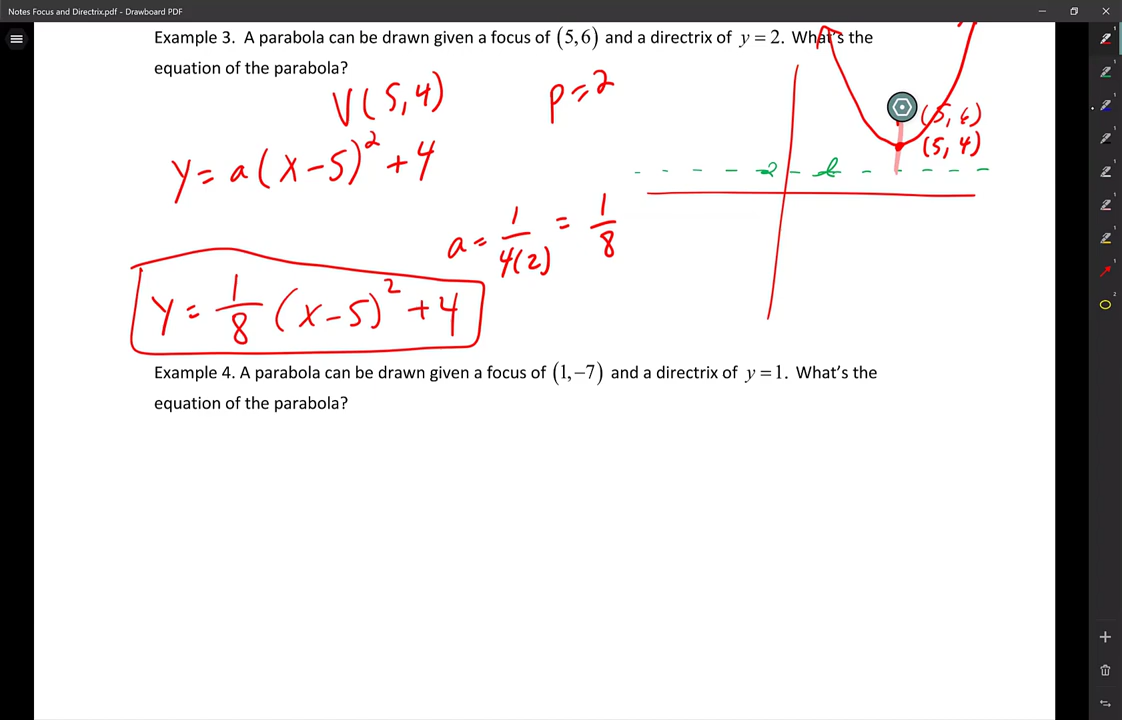 Notes Focus and Directrix.pdf - Drawboard PDF
Example 3. A parabola can be drawn given a focus of (5,6) and a directrix of y = 2. What's the
equation of the parabola?
V(5,4)
p=2
(5,6)
(5,4)
y = a(x-5)² + 4
a = 1/4(2) = 1/8
y = 1/8 (x-5)² + 4
Example 4. A parabola can be drawn given a focus of (1,−7) and a directrix of y = 1. What's the
equation of the parabola?